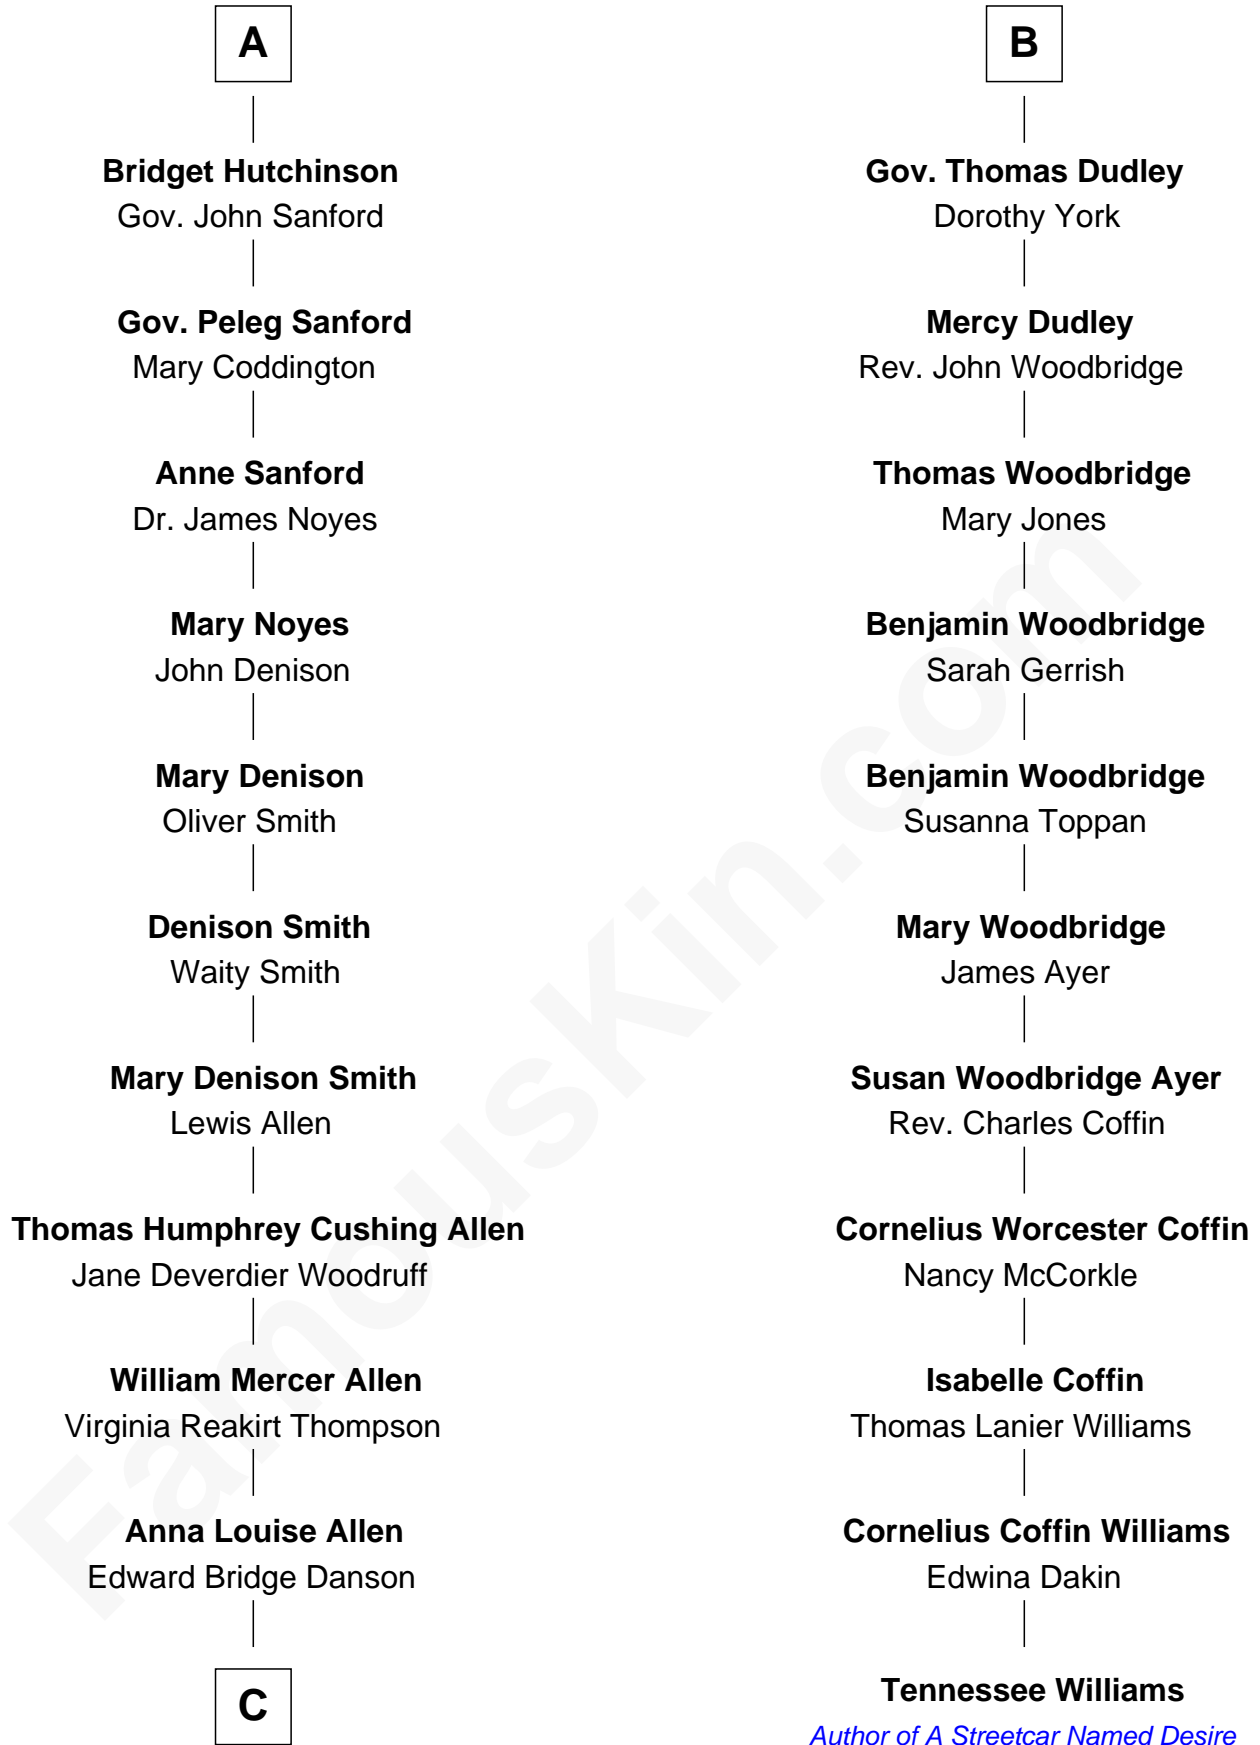 A
Bridget Hutchinson
Gov. John Sanford
Gov. Peleg Sanford
Mary Coddington
Anne Sanford
Dr. James Noyes
Mary Noyes
John Denison
Mary Denison
Oliver Smith
Denison Smith
Waity Smith
Mary Denison Smith
Lewis Allen
Thomas Humphrey Cushing Allen
Jane Deverdier Woodruff
William Mercer Allen
Virginia Reakirt Thompson
Anna Louise Allen
Edward Bridge Danson
C
B
Gov. Thomas Dudley
Dorothy York
Mercy Dudley
Rev. John Woodbridge
Thomas Woodbridge
Mary Jones
Benjamin Woodbridge
Sarah Gerrish
Benjamin Woodbridge
Susanna Toppan
Mary Woodbridge
James Ayer
Susan Woodbridge Ayer
Rev. Charles Coffin
Cornelius Worcester Coffin
Nancy McCorkle
Isabelle Coffin
Thomas Lanier Williams
Cornelius Coffin Williams
Edwina Dakin
Tennessee Williams
Author of A Streetcar Named Desire
FamousKin.com